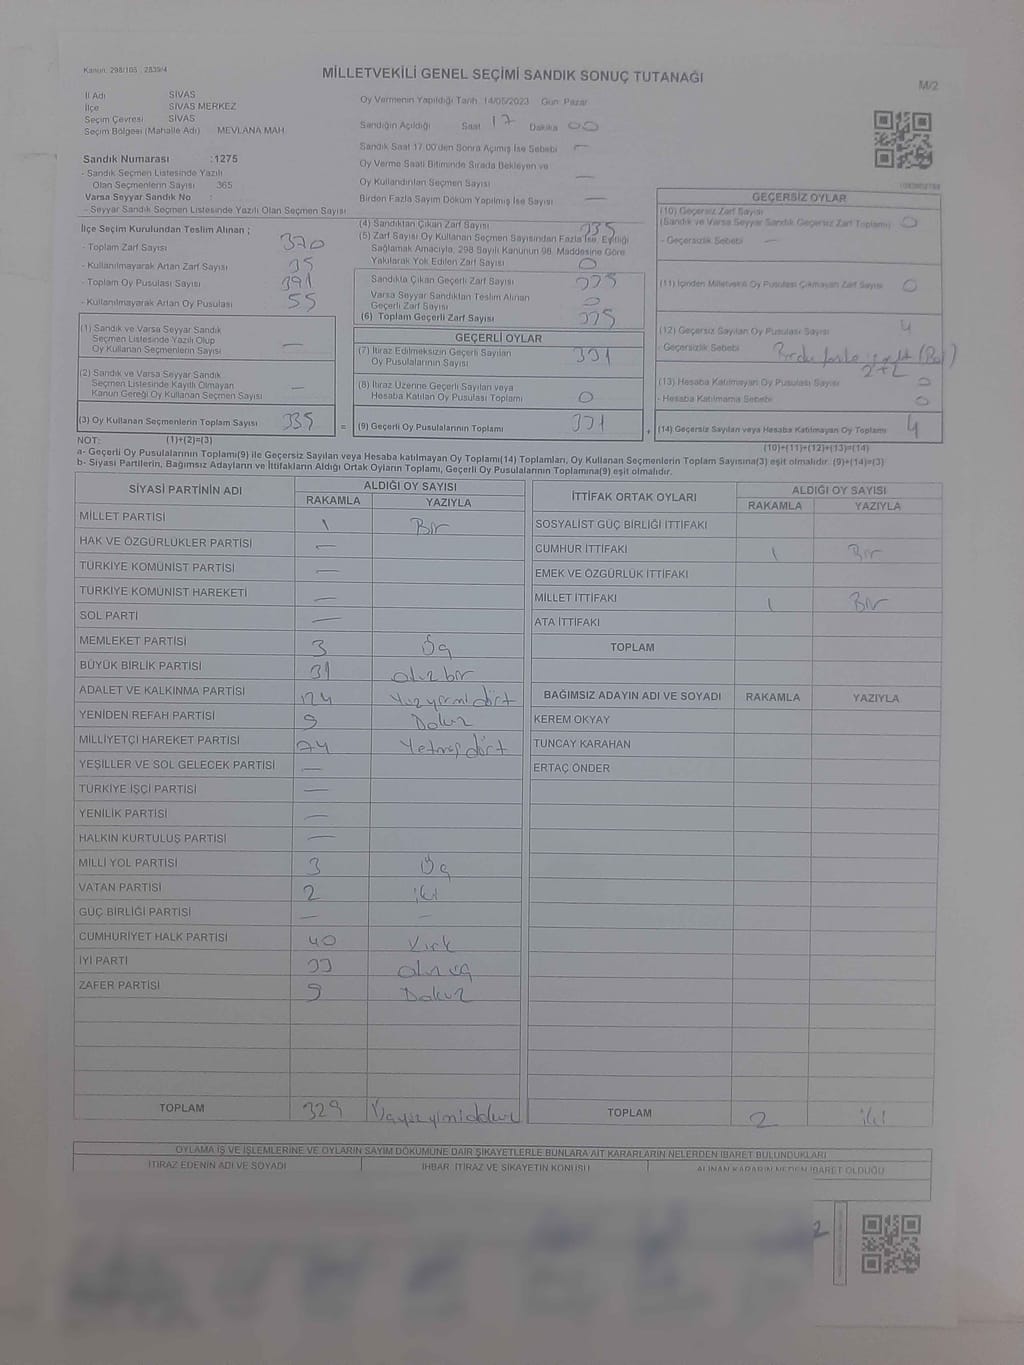 Kanun: 298/105 , 2839/4
MİLLETVEKİLİ GENEL SEÇİMİ SANDIK SONUÇ TUTANAĞI
M/2
İl Adı SİVAS
İlçe SİVAS MERKEZ
Seçim Çevresi SİVAS
Seçim Bölgesi (Mahalle Adı) MEVLANA MAH.
Sandık Numarası :1275
- Sandık Seçmen Listesinde Yazılı
Olan Seçmenlerin Sayısı 365
Varsa Seyyar Sandık No :
- Seyyar Sandık Seçmen Listesinde Yazılı Olan Seçmen Sayısı
İlçe Seçim Kurulundan Teslim Alınan ;
- Toplam Zarf Sayısı 370
- Kullanılmayarak Artan Zarf Sayısı 35
- Toplam Oy Pusulası Sayısı 391
- Kullanılmayarak Artan Oy Pusulası 55
(1) Sandık ve Varsa Seyyar Sandık
Seçmen Listesinde Yazılı Olup
Oy Kullanan Seçmenlerin Sayısı —
(2) Sandık ve Varsa Seyyar Sandık
Seçmen Listesinde Kayıtlı Olmayan
Kanun Gereği Oy Kullanan Seçmen Sayısı —
(3) Oy Kullanan Seçmenlerin Toplam Sayısı 335
Oy Vermenin Yapıldığı Tarih: 14/05/2023 Gün: Pazar
Sandığın Açıldığı Saat 17 Dakika 00
Sandık Saat 17:00'den Sonra Açılmış İse Sebebi —
Oy Verme Saati Bitiminde Sırada Bekleyen ve
Oy Kullandırılan Seçmen Sayısı —
Birden Fazla Sayım Döküm Yapılmış İse Sayısı —
(4) Sandıktan Çıkan Zarf Sayısı 335
(5) Zarf Sayısı Oy Kullanan Seçmen Sayısından Fazla İse, Eşitliği
Sağlamak Amacıyla, 298 Sayılı Kanunun 98. Maddesine Göre
Yakılarak Yok Edilen Zarf Sayısı 0
Sandıkta Çıkan Geçerli Zarf Sayısı 335
Varsa Seyyar Sandıktan Teslim Alınan
Geçerli Zarf Sayısı 0
(6) Toplam Geçerli Zarf Sayısı 335
GEÇERLİ OYLAR
(7) İtiraz Edilmeksizin Geçerli Sayılan
Oy Pusulalarının Sayısı 331
(8) İtiraz Üzerine Geçerli Sayılan veya
Hesaba Katılan Oy Pusulası Toplamı 0
= (9) Geçerli Oy Pusulalarının Toplamı 331
GEÇERSİZ OYLAR
(10) Geçersiz Zarf Sayısı
(Sandık ve Varsa Seyyar Sandık Geçersiz Zarf Toplamı) 0
- Geçersizlik Sebebi —
(11) İçinden Milletvekili Oy Pusulası Çıkmayan Zarf Sayısı 0
(12) Geçersiz Sayılan Oy Pusulası Sayısı 4
- Geçersizlik Sebebi
(13) Hesaba Katılmayan Oy Pusulası Sayısı 0
- Hesaba Katılmama Sebebi 0
+ (14) Geçersiz Sayılan veya Hesaba Katılmayan Oy Toplamı 4
NOT: (1)+(2)=(3) (10)+(11)+(12)+(13)=(14)
a- Geçerli Oy Pusulalarının Toplamı(9) ile Geçersiz Sayılan veya Hesaba katılmayan Oy Toplamı(14) Toplamları, Oy Kullanan Seçmenlerin Toplam Sayısına(3) eşit olmalıdır. (9)+(14)=(3)
b- Siyasi Partilerin, Bağımsız Adayların ve İttifakların Aldığı Ortak Oyların Toplamı, Geçerli Oy Pusulalarının Toplamına(9) eşit olmalıdır.
SİYASİ PARTİNİN ADI ALDIĞI OY SAYISI
RAKAMLA YAZIYLA
MİLLET PARTİSİ 1 Bir
HAK VE ÖZGÜRLÜKLER PARTİSİ —
TÜRKİYE KOMÜNİST PARTİSİ —
TÜRKİYE KOMÜNİST HAREKETİ —
SOL PARTİ —
MEMLEKET PARTİSİ 3 Üç
BÜYÜK BİRLİK PARTİSİ 31 otuz bir
ADALET VE KALKINMA PARTİSİ 124 Yüzyirmidört
YENİDEN REFAH PARTİSİ 9 Dokuz
MİLLİYETÇİ HAREKET PARTİSİ 74 Yetmişdört
YEŞİLLER VE SOL GELECEK PARTİSİ —
TÜRKİYE İŞÇİ PARTİSİ —
YENİLİK PARTİSİ —
HALKIN KURTULUŞ PARTİSİ —
MİLLİ YOL PARTİSİ 3 Üç
VATAN PARTİSİ 2 iki
GÜÇ BİRLİĞİ PARTİSİ — —
CUMHURİYET HALK PARTİSİ 40 Kırk
İYİ PARTİ 33 otuz üç
ZAFER PARTİSİ 9 Dokuz
TOPLAM 329 Üçyüzyirmidokuz
İTTİFAK ORTAK OYLARI ALDIĞI OY SAYISI
RAKAMLA YAZIYLA
SOSYALİST GÜÇ BİRLİĞİ İTTİFAKI
CUMHUR İTTİFAKI 1 Bir
EMEK VE ÖZGÜRLÜK İTTİFAKI
MİLLET İTTİFAKI 1 Bir
ATA İTTİFAKI
TOPLAM
BAĞIMSIZ ADAYIN ADI VE SOYADI RAKAMLA YAZIYLA
KEREM OKYAY
TUNCAY KARAHAN
ERTAÇ ÖNDER
TOPLAM 2 iki
OYLAMA İŞ VE İŞLEMLERİNE VE OYLARIN SAYIM DÖKÜMÜNE DAİR ŞİKAYETLERLE BUNLARA AİT KARARLARIN NELERDEN İBARET BULUNDUKLARI
İTİRAZ EDENİN ADI VE SOYADI İHBAR, İTİRAZ VE ŞİKAYETİN KONUSU ALINAN KARARIN NEDEN İBARET OLDUĞU